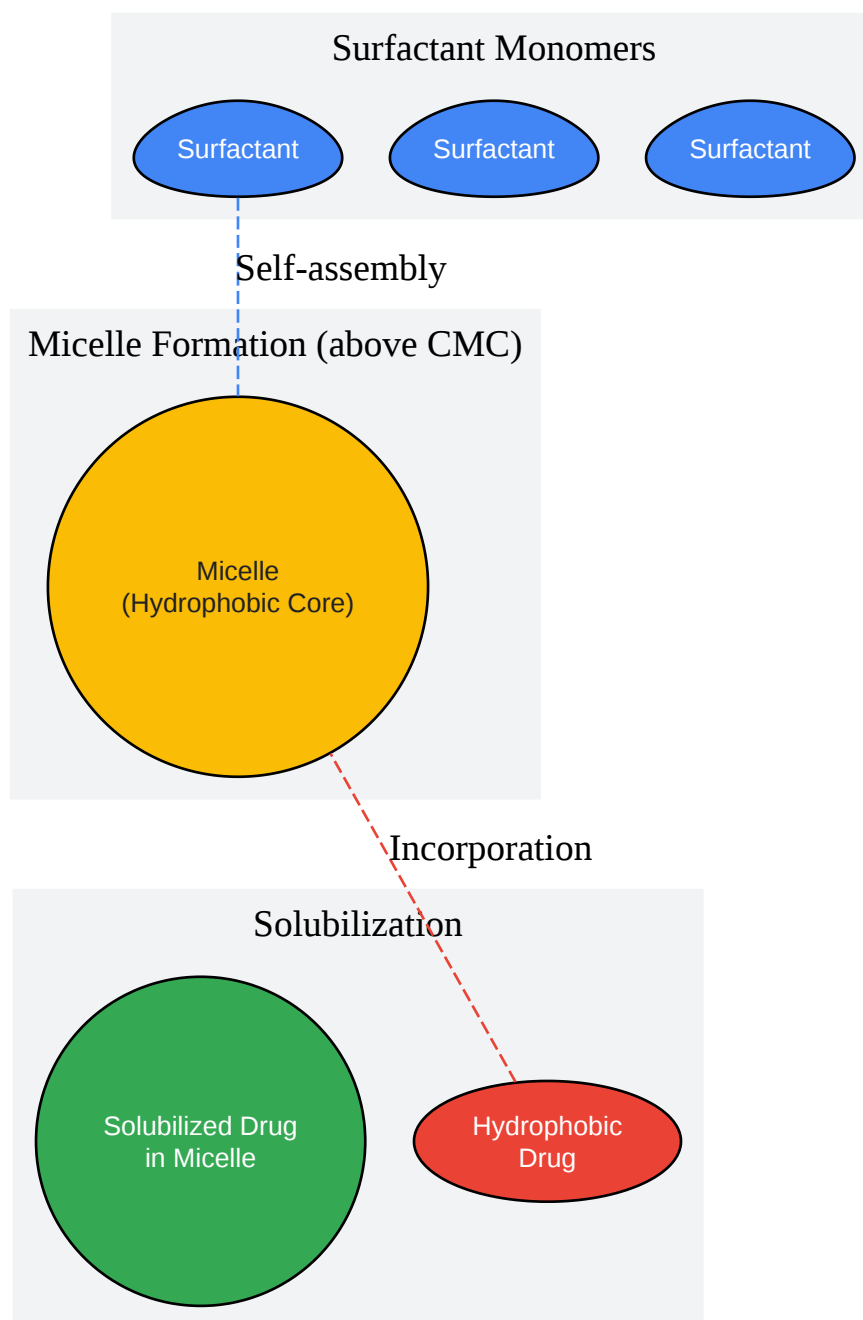 Surfactant Monomers
Surfactant
Surfactant
Surfactant
Self-assembly
Micelle Formation (above CMC)
Micelle
(Hydrophobic Core)
Incorporation
Solubilization
Solubilized Drug
in Micelle
Hydrophobic
Drug